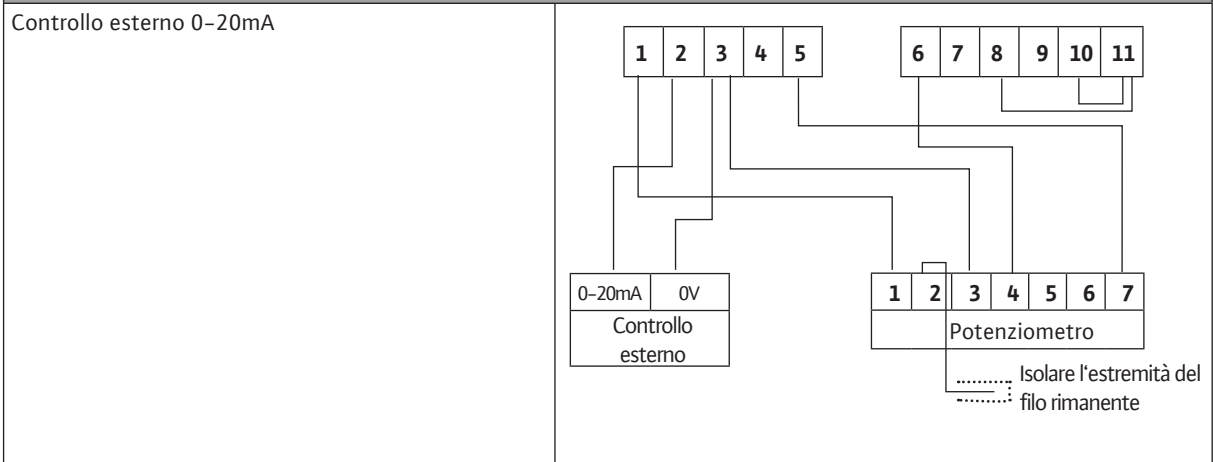 Controllo esterno 0–20mA
1 2 3 4 5
6 7 8 9 10 11
0–20mA 0V
Controllo
esterno
1 2 3 4 5 6 7
Potenziometro
Isolare l‘estremità del
filo rimanente